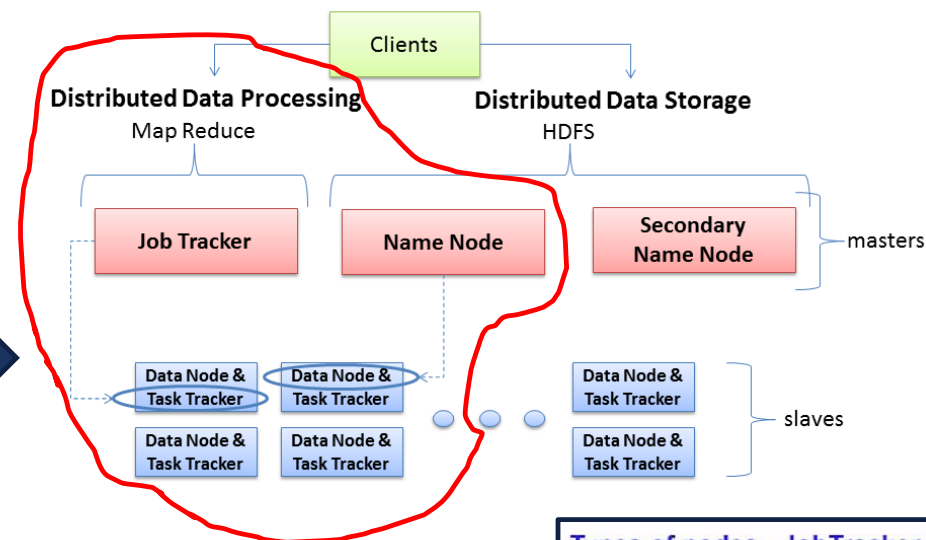 Clients
Distributed Data Processing
Map Reduce
Distributed Data Storage
HDFS
Job Tracker
Name Node
Secondary
Name Node
masters
Data Node &
Task Tracker
Data Node &
Task Tracker
Data Node &
Task Tracker
slaves
Data Node &
Task Tracker
Data Node &
Task Tracker
Data Node &
Task Tracker